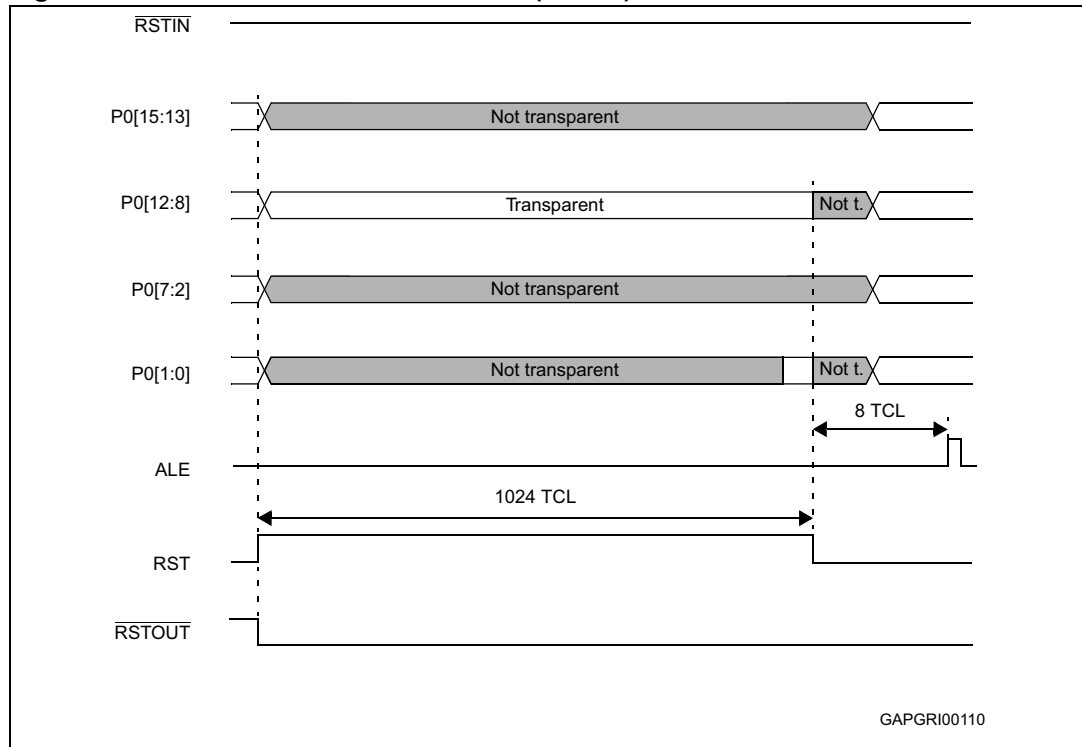 RSTIN
P0[15:13]
Not transparent
P0[12:8]
Transparent
Not t.
P0[7:2]
Not transparent
P0[1:0]
Not transparent
Not t.
8 TCL
ALE
1024 TCL
RST
RSTOUT
GAPGRI00110